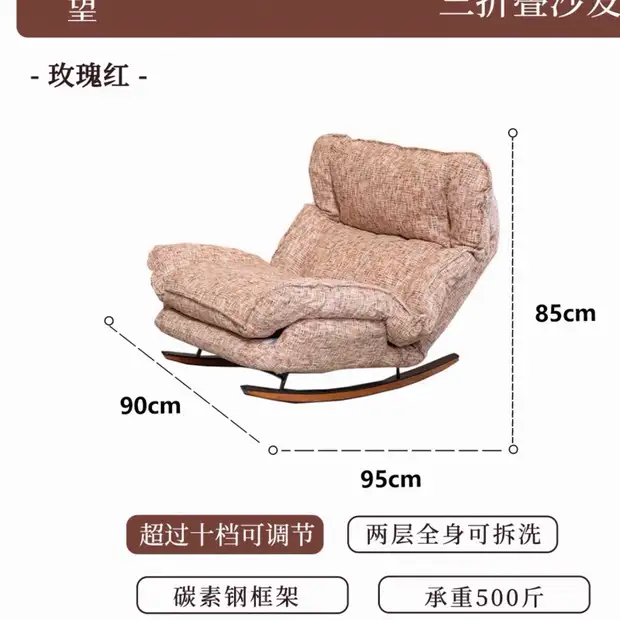 望
三折叠沙发
- 玫瑰红 -
85cm
90cm
95cm
超过十档可调节
两层全身可拆洗
碳素钢框架
承重500斤